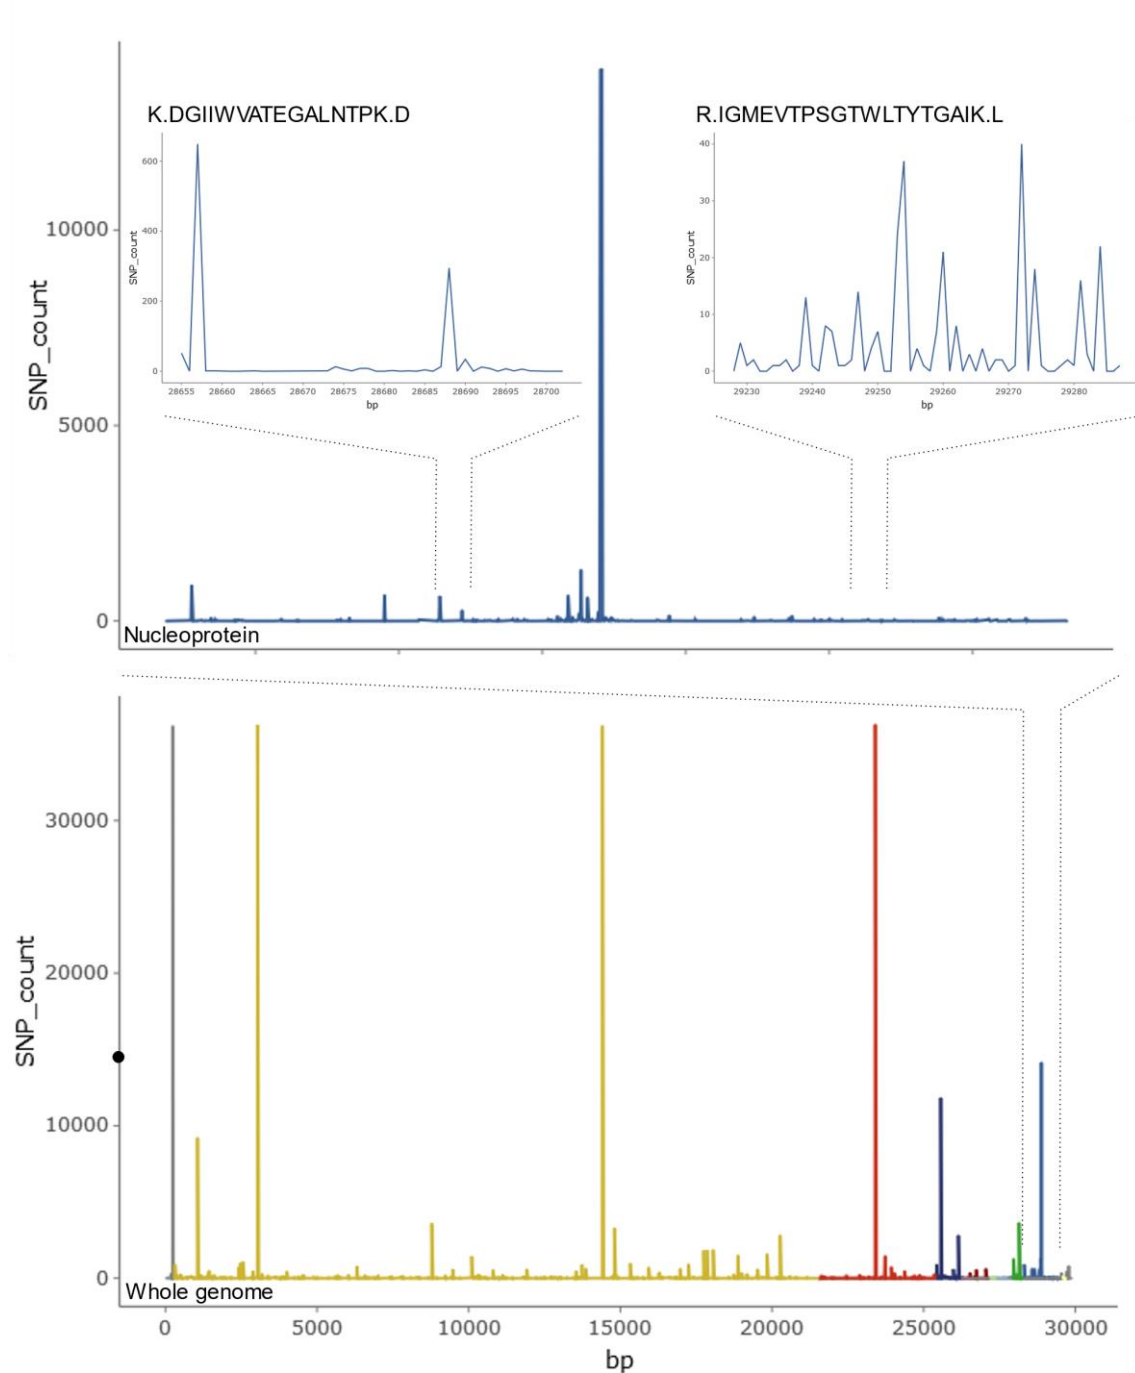 K.DGIIWVATEGALNTPK.D
R.IGMEVTPSGTWLTYTGAIK.L
SNP_count
10000
5000
0
SNP_count
600
400
200
0
28655 28660 28665 28670 28675 28680 28685 28690 28695 28700
bp
SNP_count
40
30
20
10
0
29230 29240 29250 29260 29270 29280
bp
Nucleoprotein
SNP_count
30000
20000
10000
0
Whole genome
0 5000 10000 15000 20000 25000 30000
bp